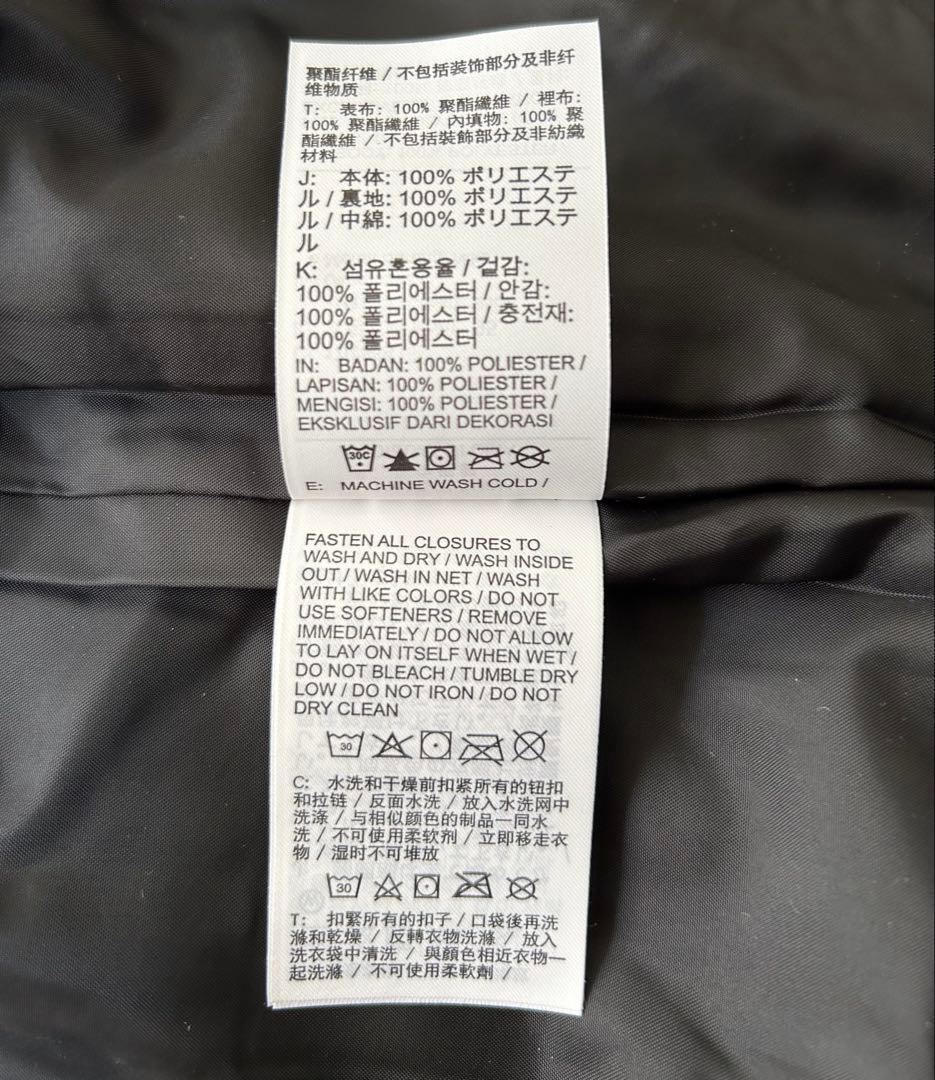 聚酯纤维 / 不包括装饰部分及非纤
维物质
T: 表布: 100% 聚酯纖維 / 裡布:
100% 聚酯纖維 / 內填物: 100% 聚
酯纖維 / 不包括裝飾部分及非紡織
材料
J: 本体: 100% ポリエステ
ル / 裏地: 100% ポリエステ
ル / 中綿: 100% ポリエステ
ル
K: 섬유혼용율 / 겉감:
100% 폴리에스터 / 안감:
100% 폴리에스터 / 충전재:
100% 폴리에스터
IN: BADAN: 100% POLIESTER /
LAPISAN: 100% POLIESTER /
MENGISI: 100% POLIESTER /
EKSKLUSIF DARI DEKORASI
30C
E: MACHINE WASH COLD /
FASTEN ALL CLOSURES TO
WASH AND DRY / WASH INSIDE
OUT / WASH IN NET / WASH
WITH LIKE COLORS / DO NOT
USE SOFTENERS / REMOVE
IMMEDIATELY / DO NOT ALLOW
TO LAY ON ITSELF WHEN WET /
DO NOT BLEACH / TUMBLE DRY
LOW / DO NOT IRON / DO NOT
DRY CLEAN
30
C: 水洗和干燥前扣紧所有的钮扣
和拉链 / 反面水洗 / 放入水洗网中
洗涤 / 与相似颜色的制品一同水
洗 / 不可使用柔软剂 / 立即移走衣
物 / 湿时不可堆放
30
T: 扣緊所有的扣子 / 口袋後再洗
滌和乾燥 / 反轉衣物洗滌 / 放入
洗衣袋中清洗 / 與顏色相近衣物一
起洗滌 / 不可使用柔軟劑 /